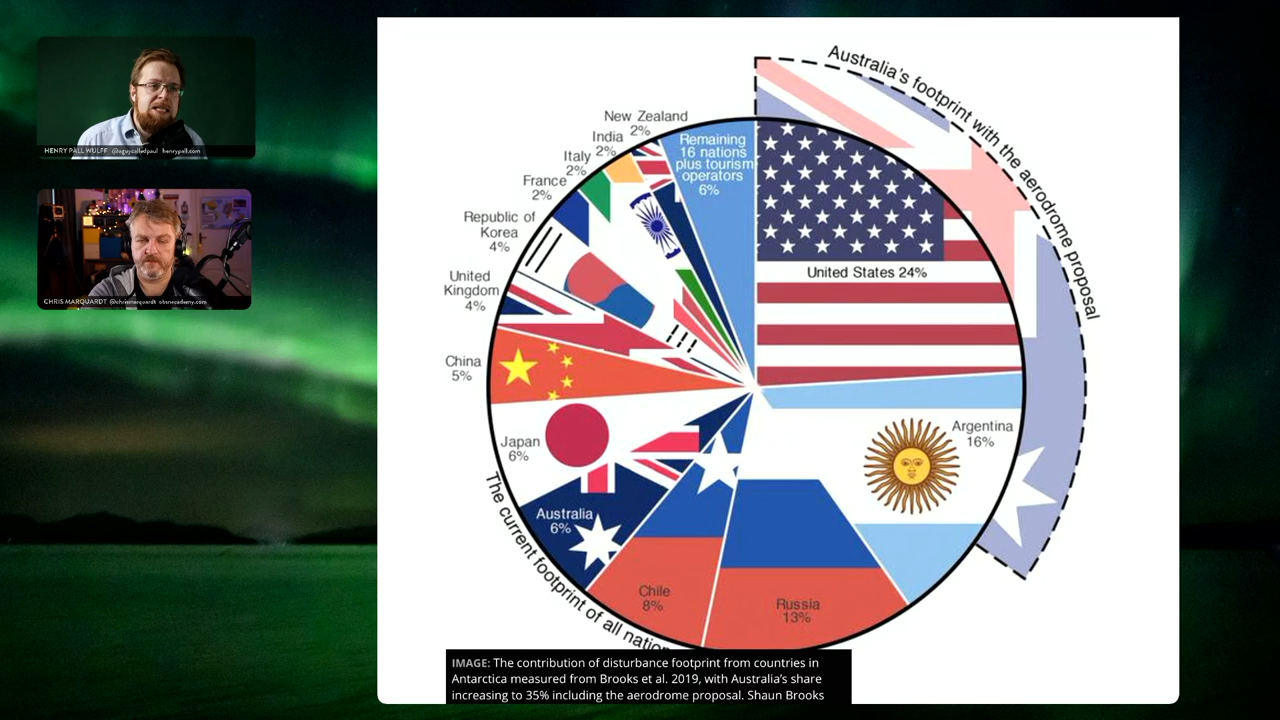 HENRY PALL WULFF @aguycalledpaul henrypall.com
CHRIS MARQUARDT @chrismarquardt absnecademy.com
Australia's footprint with the aerodrome proposal
New Zealand
2%
India
2%
Italy
2%
France
2%
Republic of
Korea
4%
United
Kingdom
4%
China
5%
Japan
6%
Australia
6%
Chile
8%
Russia
13%
Argentina
16%
United States 24%
Remaining
16 nations
plus tourism
operators
6%
The current footprint of all natio
IMAGE: The contribution of disturbance footprint from countries in
Antarctica measured from Brooks et al. 2019, with Australia's share
increasing to 35% including the aerodrome proposal. Shaun Brooks